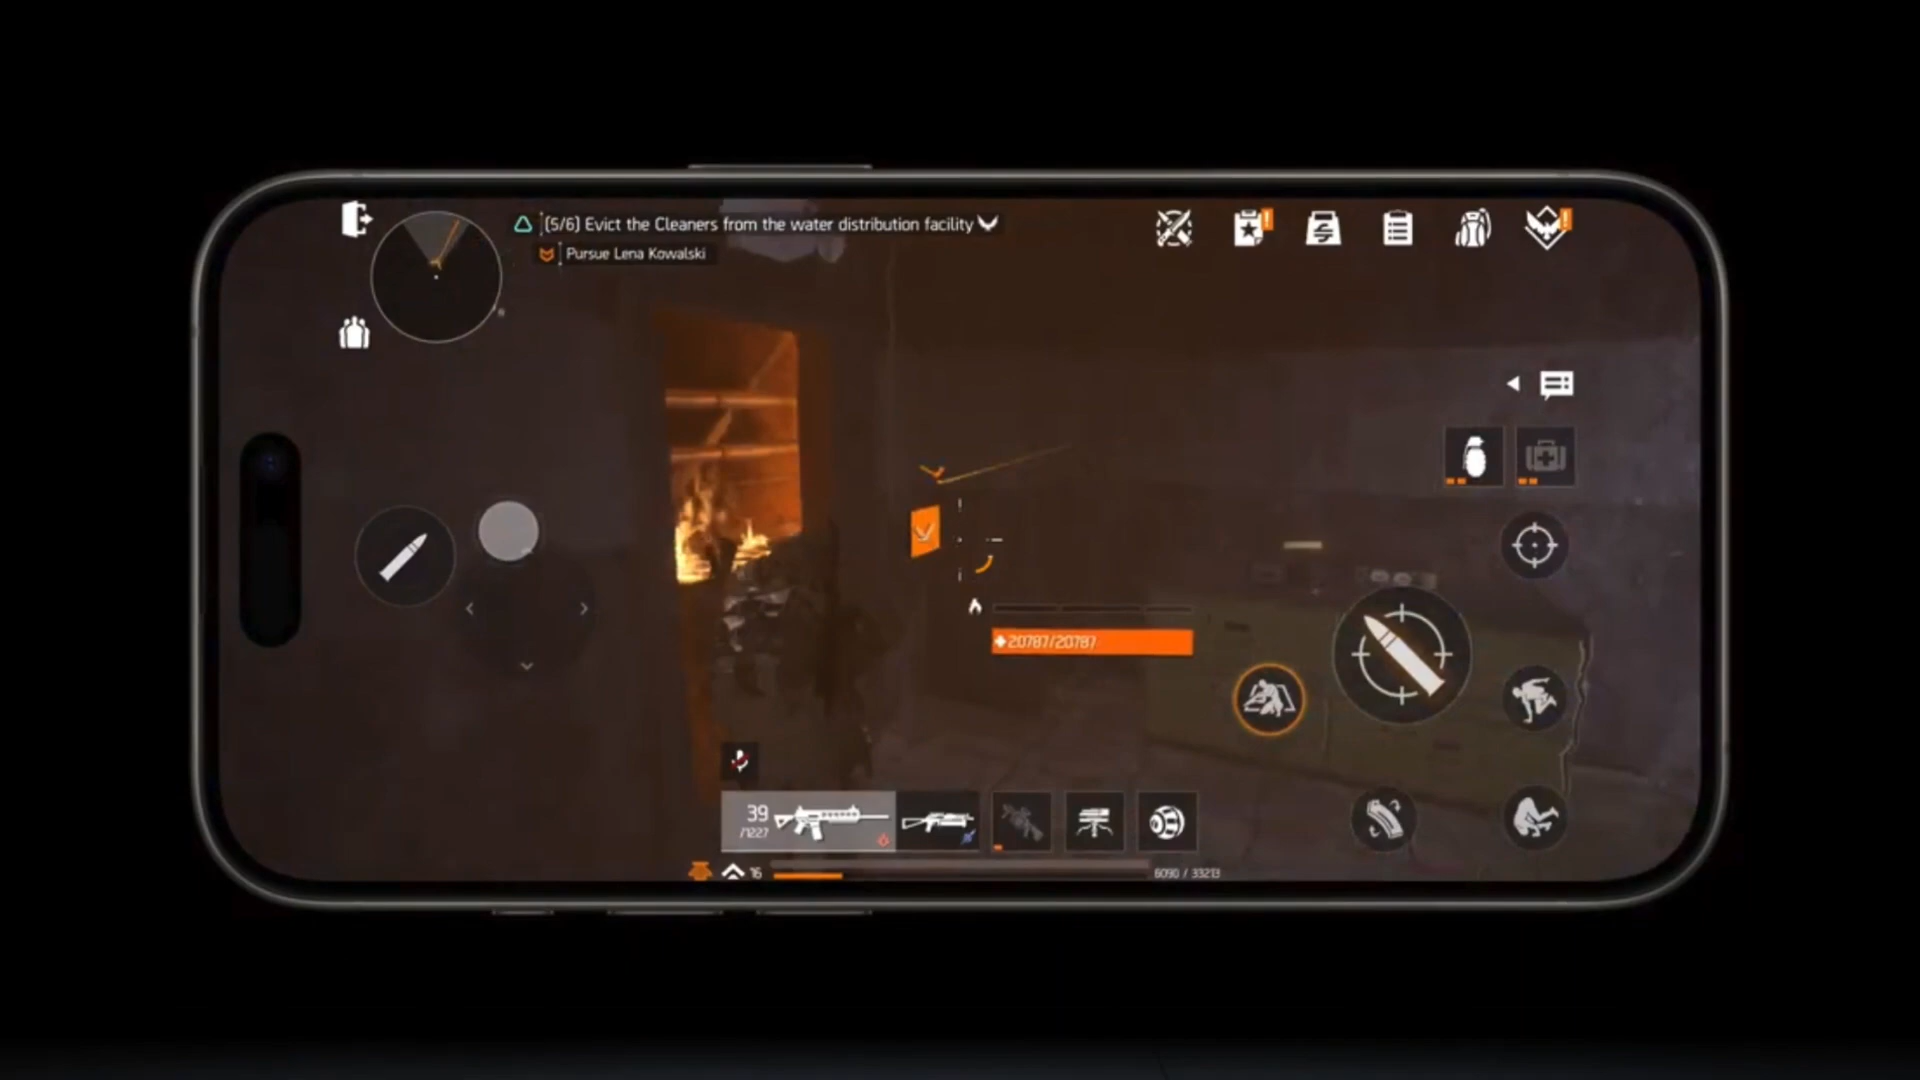 [5/6] Evict the Cleaners from the water distribution facility
Pursue Lena Kowalski
20787/20787
39
/1227
16
6090 / 33213